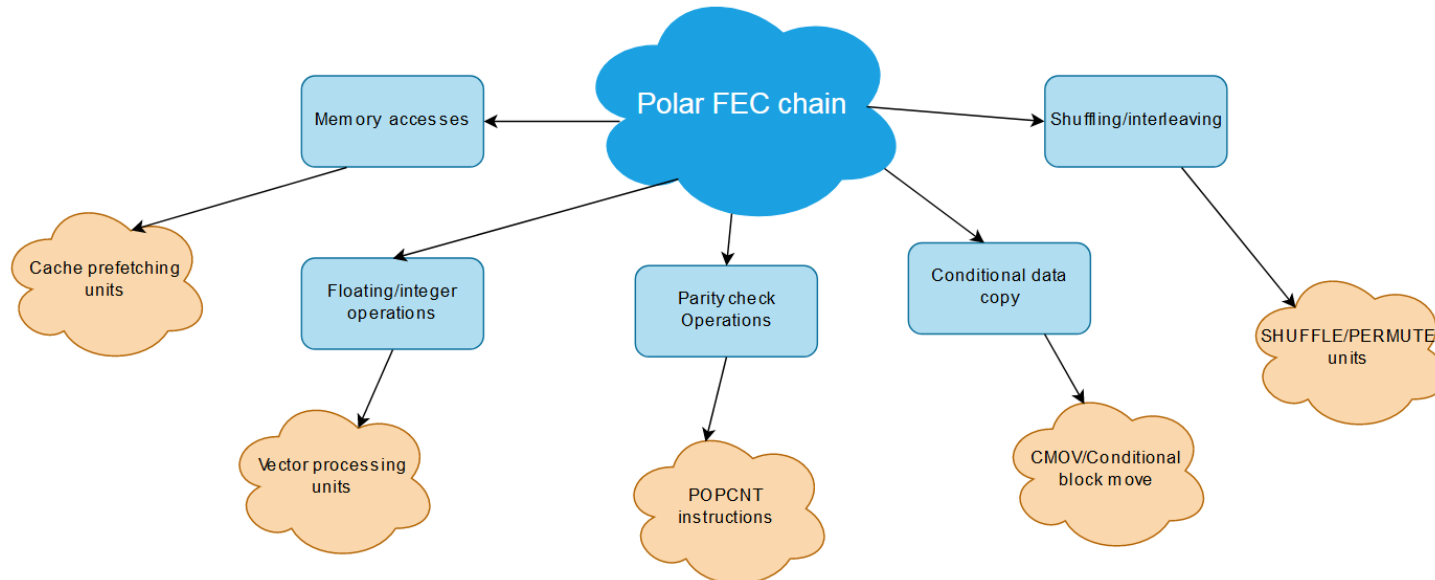 Polar FEC chain
Memory accesses
Shuffling/interleaving
Cache prefetching
units
Floating/integer
operations
Parity check
Operations
Conditional data
copy
SHUFFLE/PERMUTE
units
Vector processing
units
POPCNT
instructions
CMOV/Conditional
block move